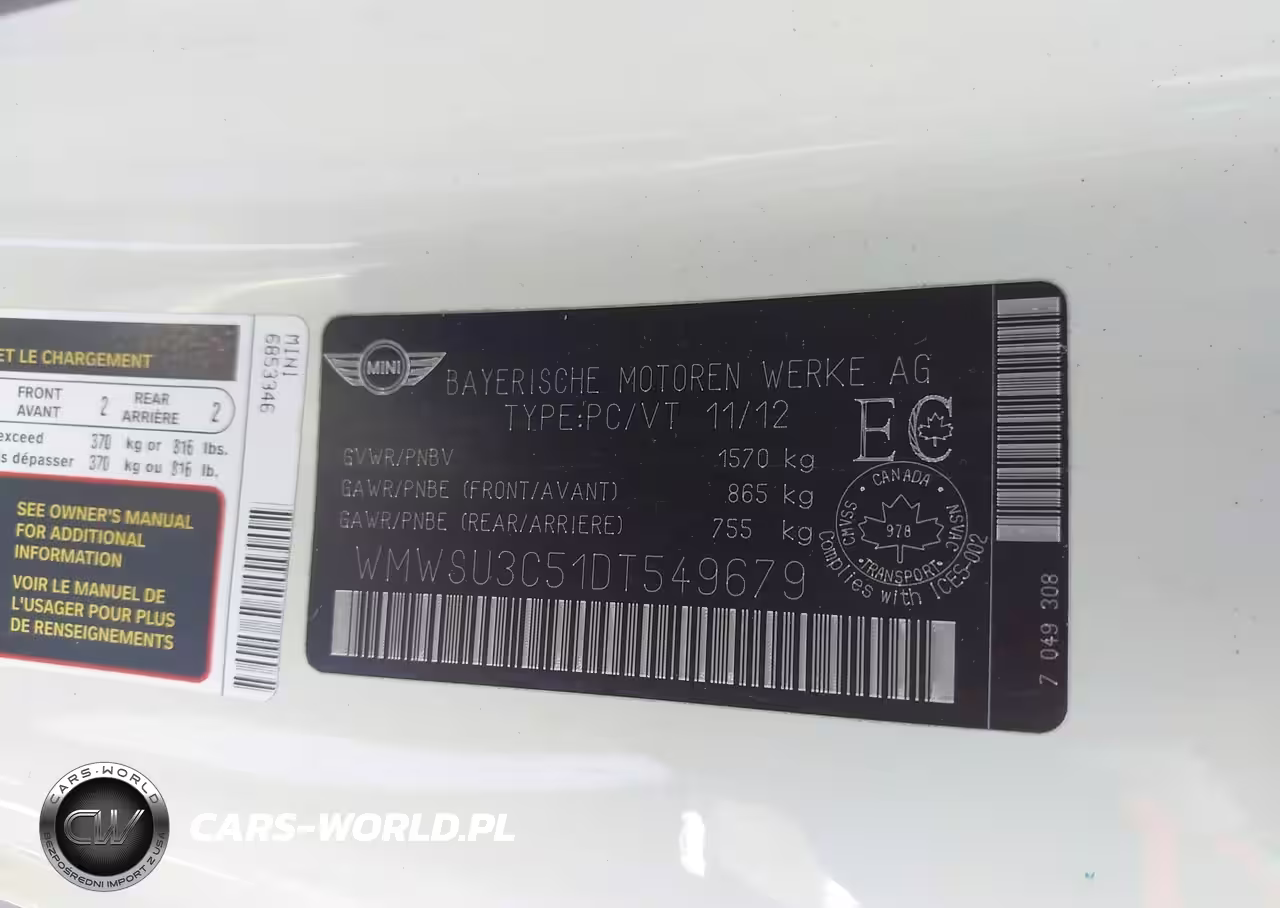 ET LE CHARGEMENT
FRONT
AVANT 2 REAR
ARRIÈRE 2
exceed 370 kg or 816 lbs.
s dépasser 370 kg ou 816 lb.
SEE OWNER'S MANUAL
FOR ADDITIONAL
INFORMATION
VOIR LE MANUEL DE
L'USAGER POUR PLUS
DE RENSEIGNEMENTS
MINI
6853346
MINI
BAYERISCHE MOTOREN WERKE AG
TYPE:PC/VT 11/12
GVWR/PNBV 1570 kg
GAWR/PNBE (FRONT/AVANT) 865 kg
GAWR/PNBE (REAR/ARRIERE) 755 kg
WMWSU3C51DT549679
EC
CANADA
CMVSS
NSVAC
978
TRANSPORT
Complies with ICES-002
7 049 308
CARS-WORLD
CW
BEZPOŚREDNI IMPORT Z USA
CARS-WORLD.PL